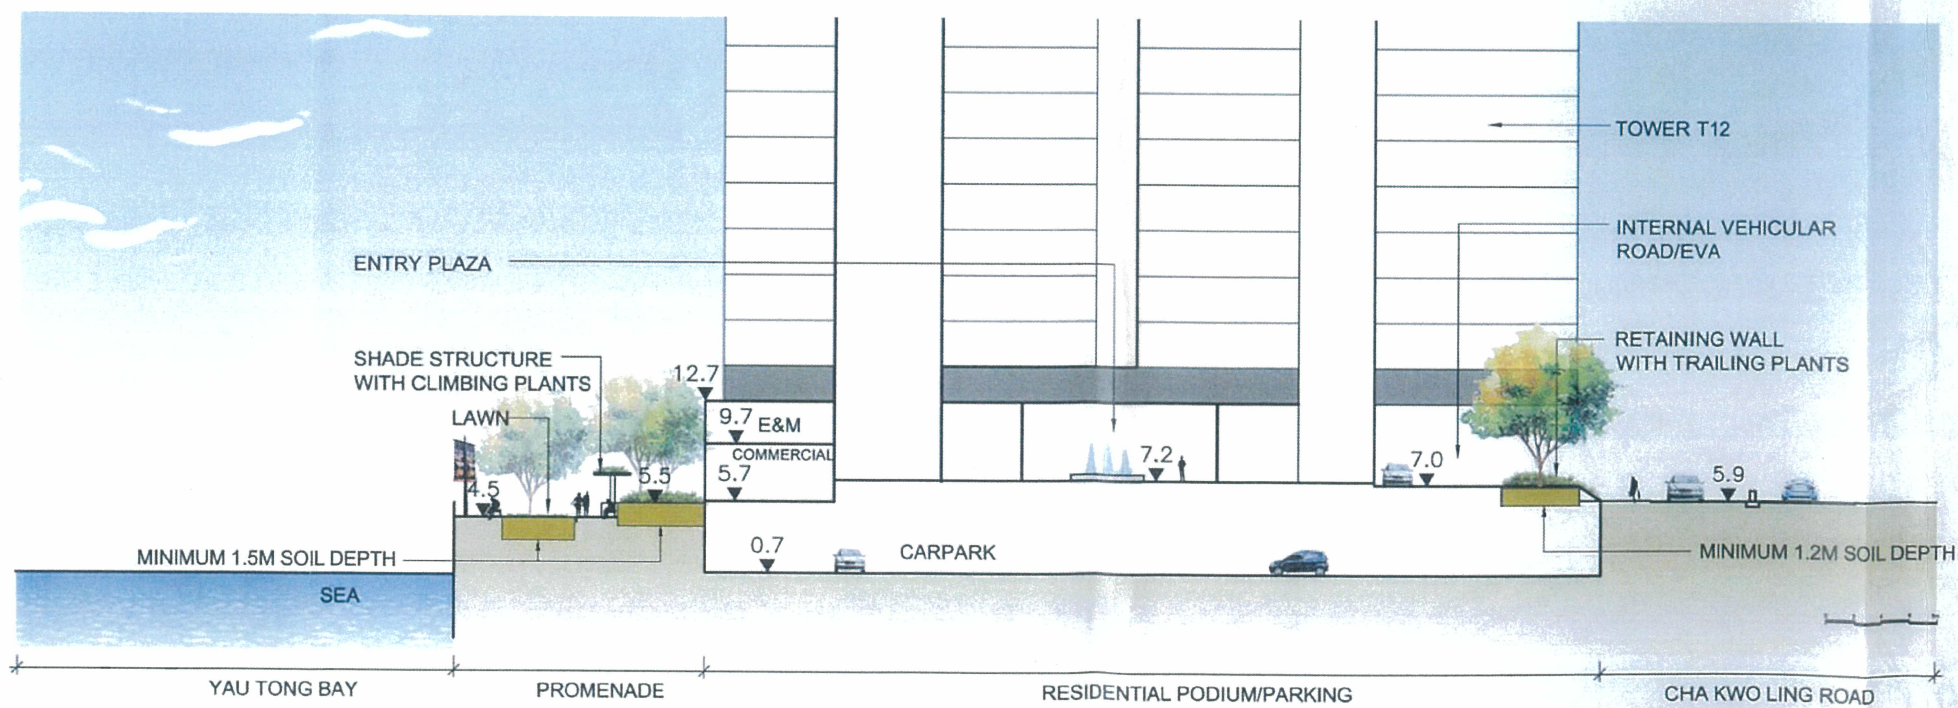 TOWER T12
INTERNAL VEHICULAR
ROAD/EVA
ENTRY PLAZA
RETAINING WALL
WITH TRAILING PLANTS
SHADE STRUCTURE
WITH CLIMBING PLANTS
12.7
LAWN
9.7
E&M
COMMERCIAL
5.7
7.2
7.0
5.9
4.5
5.5
MINIMUM 1.5M SOIL DEPTH
0.7
CARPARK
MINIMUM 1.2M SOIL DEPTH
SEA
YAU TONG BAY
PROMENADE
RESIDENTIAL PODIUM/PARKING
CHA KWO LING ROAD